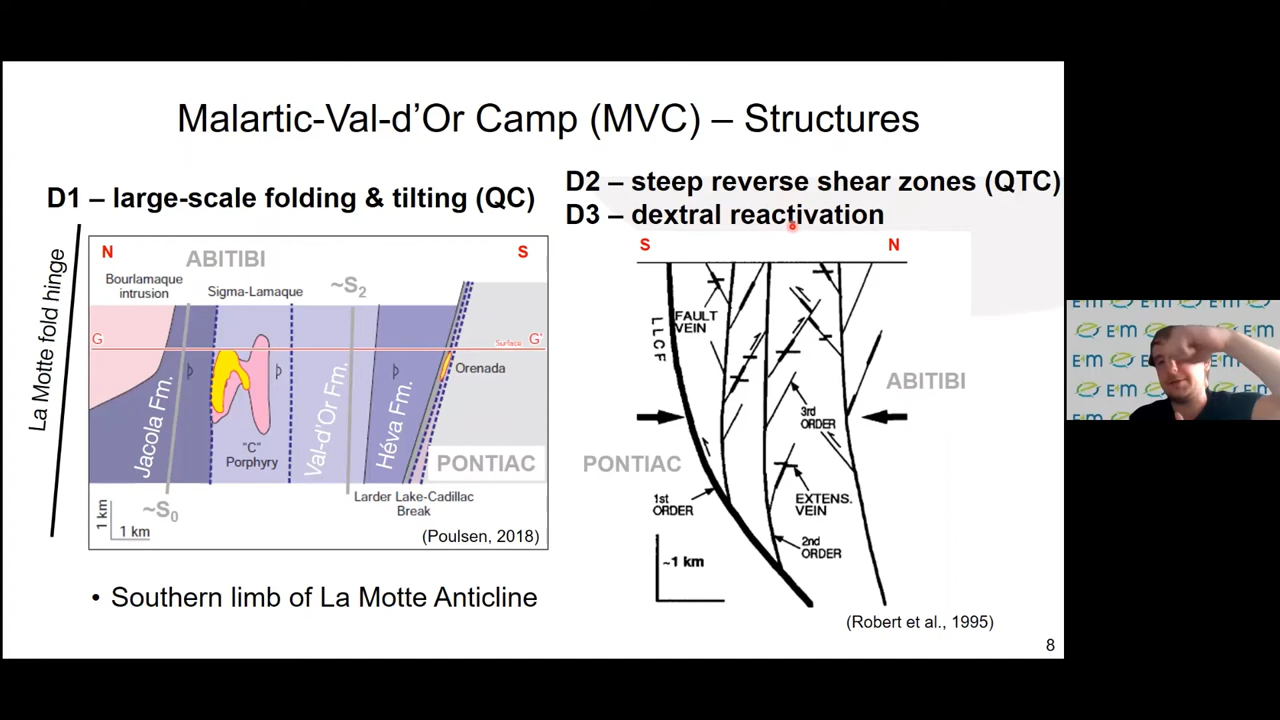 Malartic-Val-d’Or Camp (MVC) – Structures
D1 – large-scale folding & tilting (QC)
D2 – steep reverse shear zones (QTC)
D3 – dextral reactivation
La Motte fold hinge
N
ABITIBI
S
Bourlamaque
intrusion
Sigma-Lamaque
~S2
G
Surface
G'
Orenada
Jacola Fm.
Val-d’Or Fm.
Héva Fm.
"C"
Porphyry
PONTIAC
Larder Lake-Cadillac
Break
~S0
1 km
1 km
(Poulsen, 2018)
• Southern limb of La Motte Anticline
S
N
LLCF
FAULT
VEIN
ABITIBI
3rd
ORDER
PONTIAC
1st
ORDER
EXTENS.
VEIN
2nd
ORDER
~1 km
(Robert et al., 1995)
8
E m
E m
E m
E m